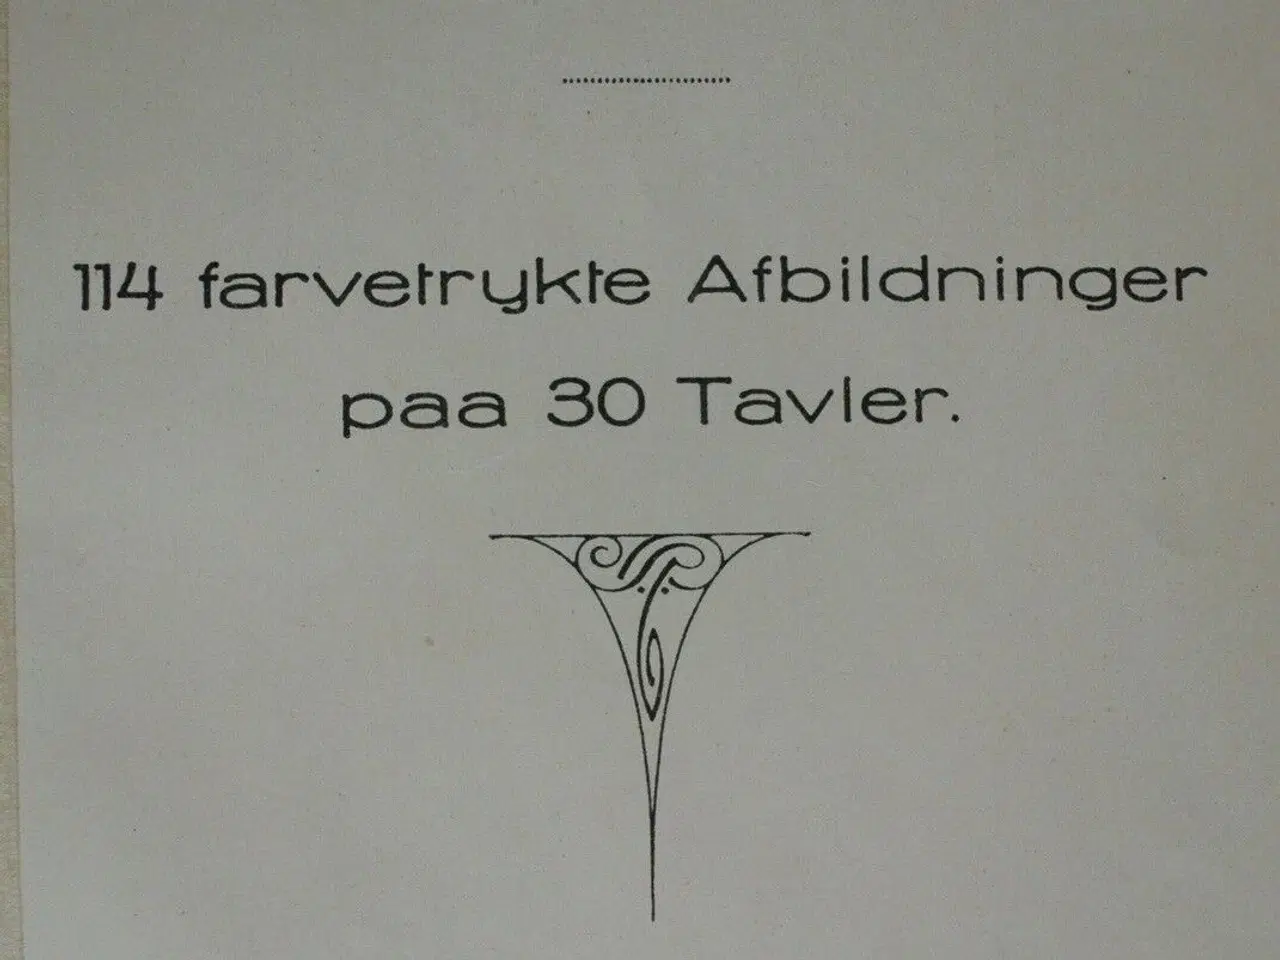 114 farvetrykte Afbildninger
paa 30 Tavler.